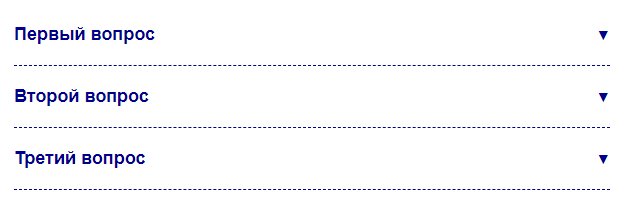 Первый вопрос ▼
Второй вопрос ▼
Третий вопрос ▼